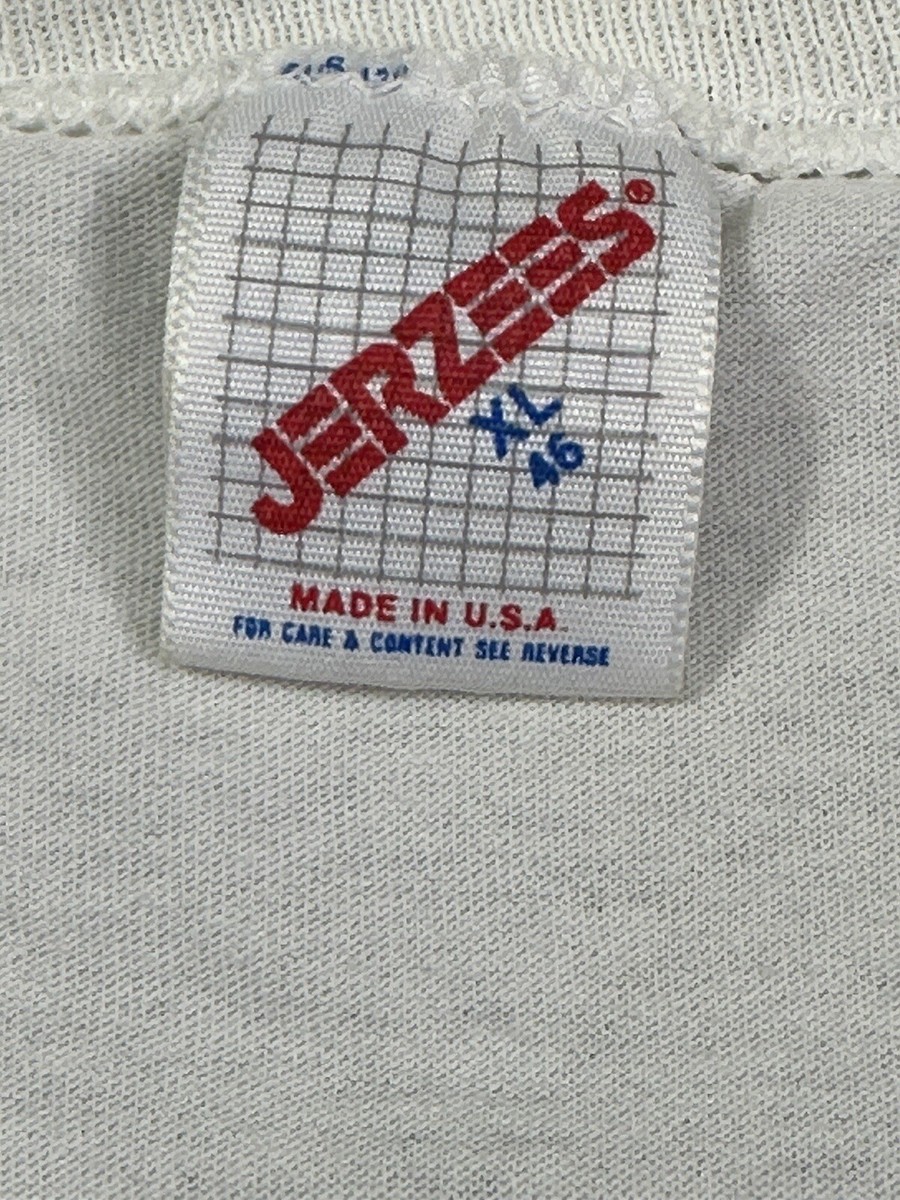 JERZEES®
XL
46
MADE IN U.S.A.
FOR CARE & CONTENT SEE REVERSE